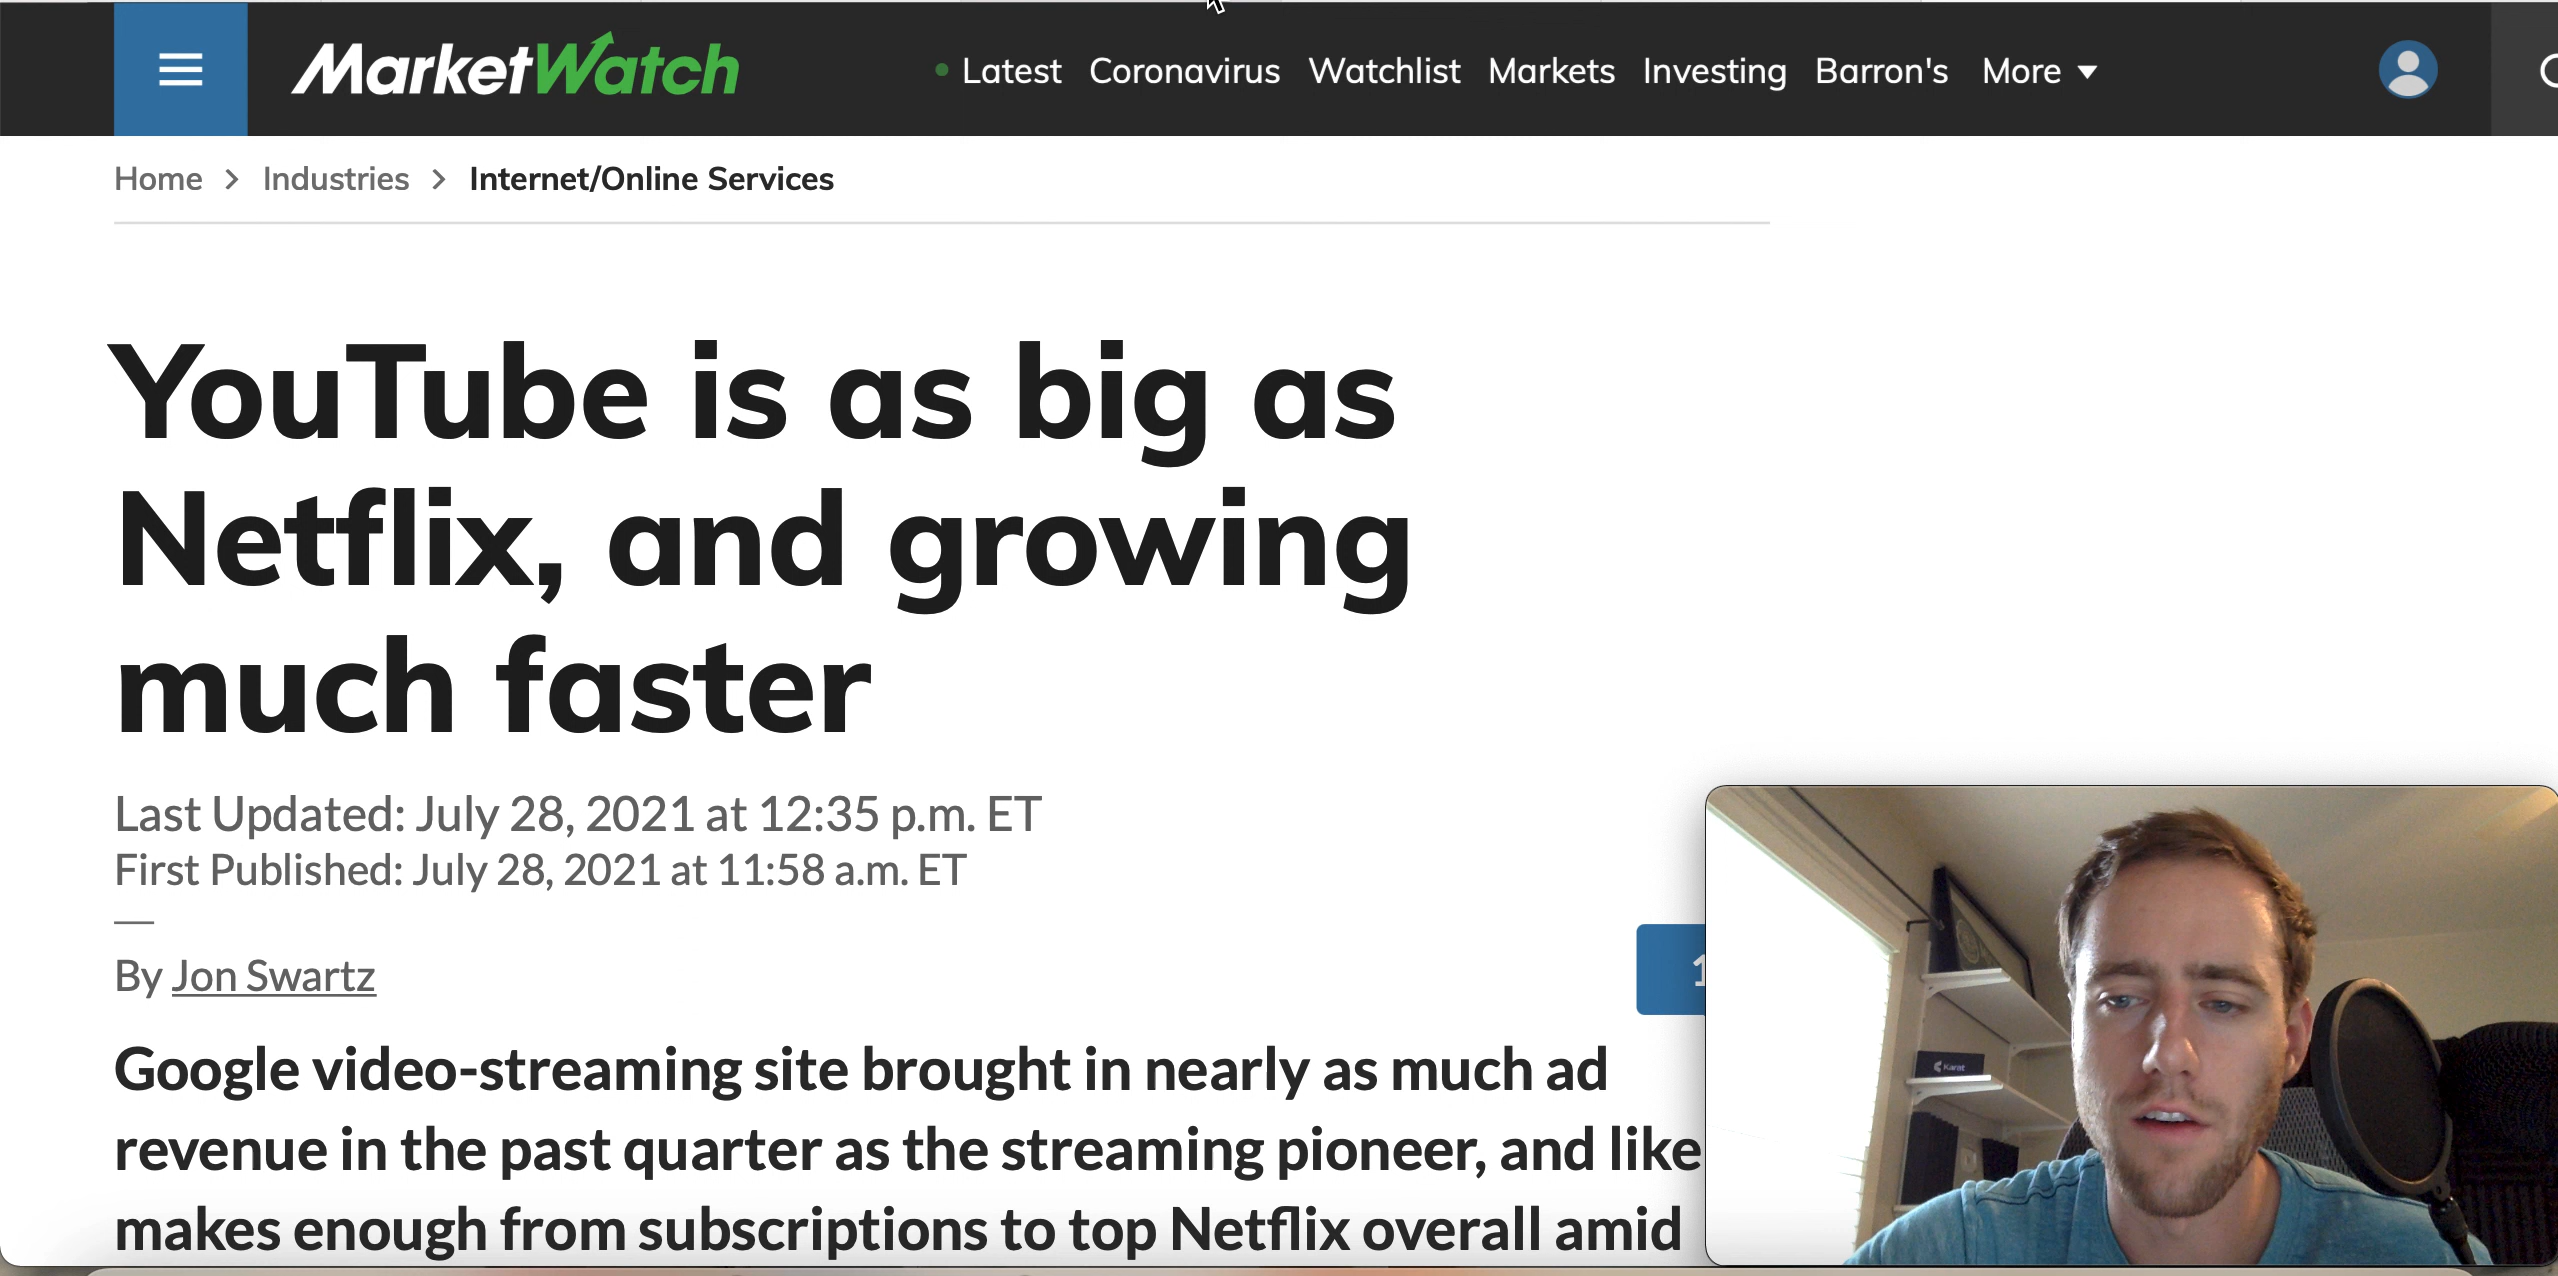 MarketWatch
Latest Coronavirus Watchlist Markets Investing Barron's More
Home > Industries > Internet/Online Services
YouTube is as big as
Netflix, and growing
much faster
Last Updated: July 28, 2021 at 12:35 p.m. ET
First Published: July 28, 2021 at 11:58 a.m. ET
By Jon Swartz
Google video-streaming site brought in nearly as much ad
revenue in the past quarter as the streaming pioneer, and like
makes enough from subscriptions to top Netflix overall amid
Karat